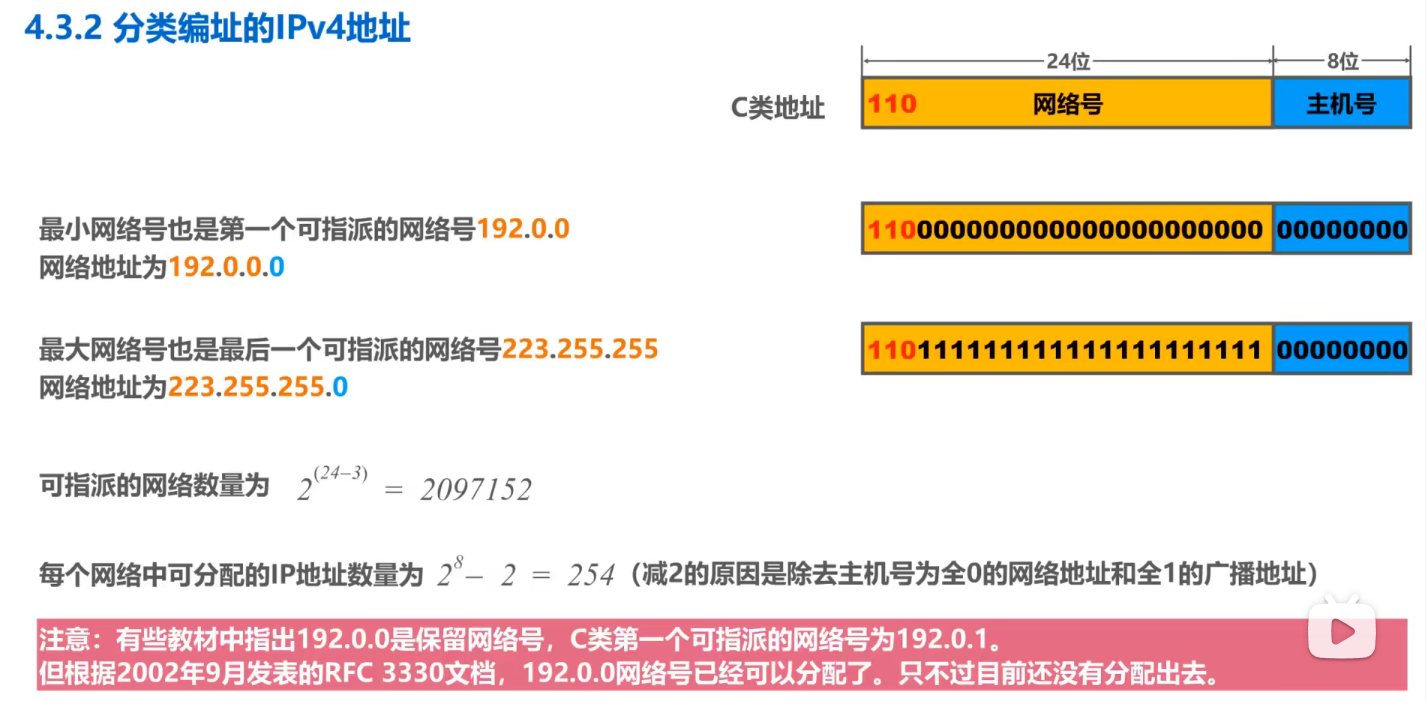 4.3.2 分类编址的IPv4地址
24位 8位
C类地址 110 网络号 主机号
最小网络号也是第一个可指派的网络号192.0.0
网络地址为192.0.0.0
110000000000000000000000 00000000
最大网络号也是最后一个可指派的网络号223.255.255
网络地址为223.255.255.0
110111111111111111111111 00000000
可指派的网络数量为 2^(24-3) = 2097152
每个网络中可分配的IP地址数量为 2^8 - 2 = 254（减2的原因是除去主机号为全0的网络地址和全1的广播地址）
注意：有些教材中指出192.0.0是保留网络号，C类第一个可指派的网络号为192.0.1。
但根据2002年9月发表的RFC 3330文档，192.0.0网络号已经可以分配了。只不过目前还没有分配出去。